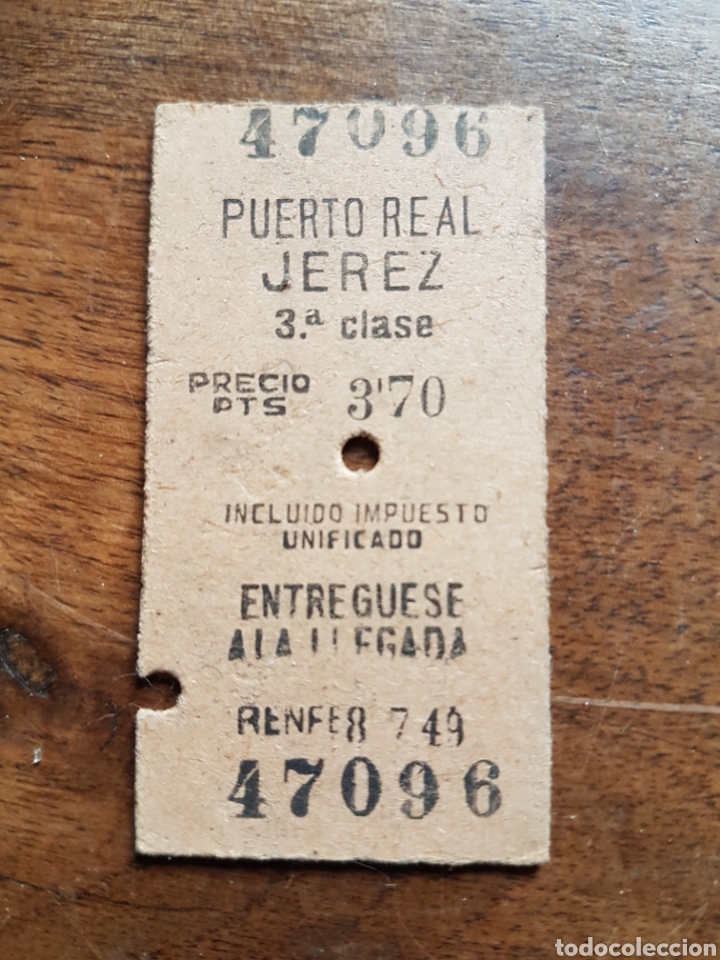 47096
PUERTO REAL
JEREZ
3.ª clase
PRECIO PTS 3'70
INCLUIDO IMPUESTO
UNIFICADO
ENTREGUESE
A LA LLEGADA
RENFE 8 7 49
47096
todocoleccion